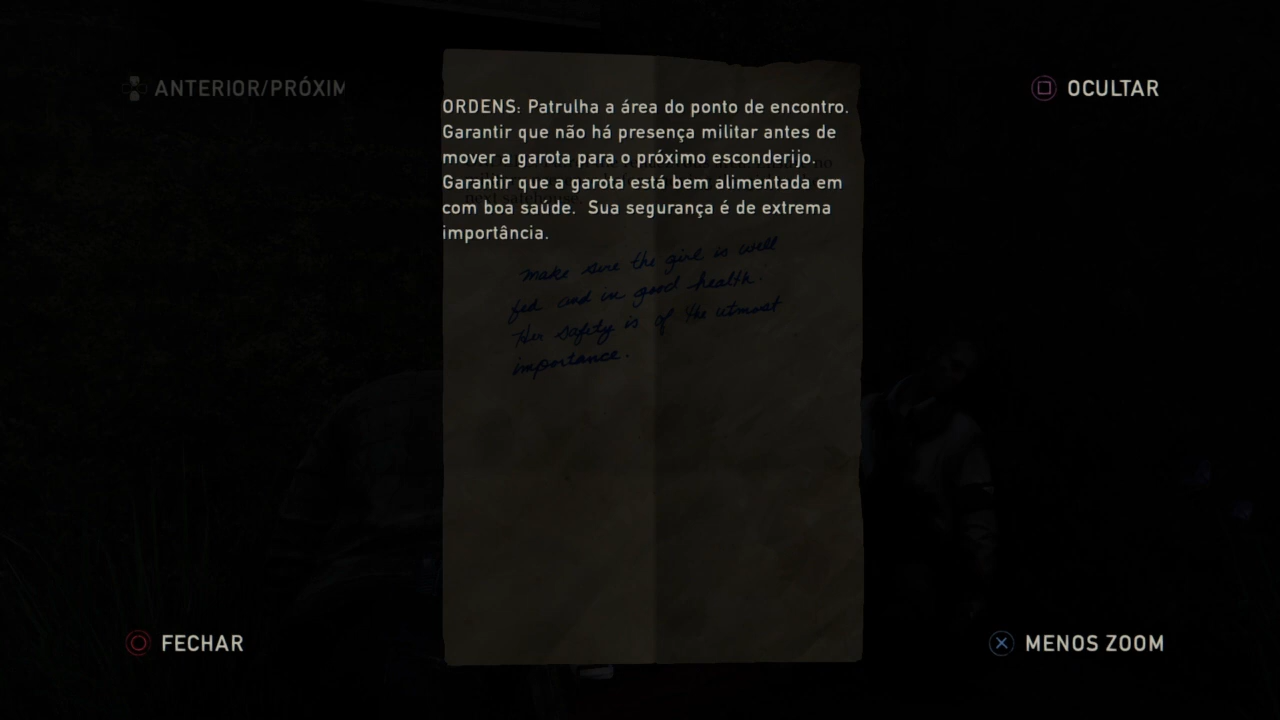 ANTERIOR/PRÓXIM
OCULTAR
ORDENS: Patrulha a área do ponto de encontro.
Garantir que não há presença militar antes de
mover a garota para o próximo esconderijo.
Garantir que a garota está bem alimentada em
com boa saúde. Sua segurança é de extrema
importância.
make sure the girl is well
fed and in good health.
Her safety is of the utmost
importance.
FECHAR
MENOS ZOOM